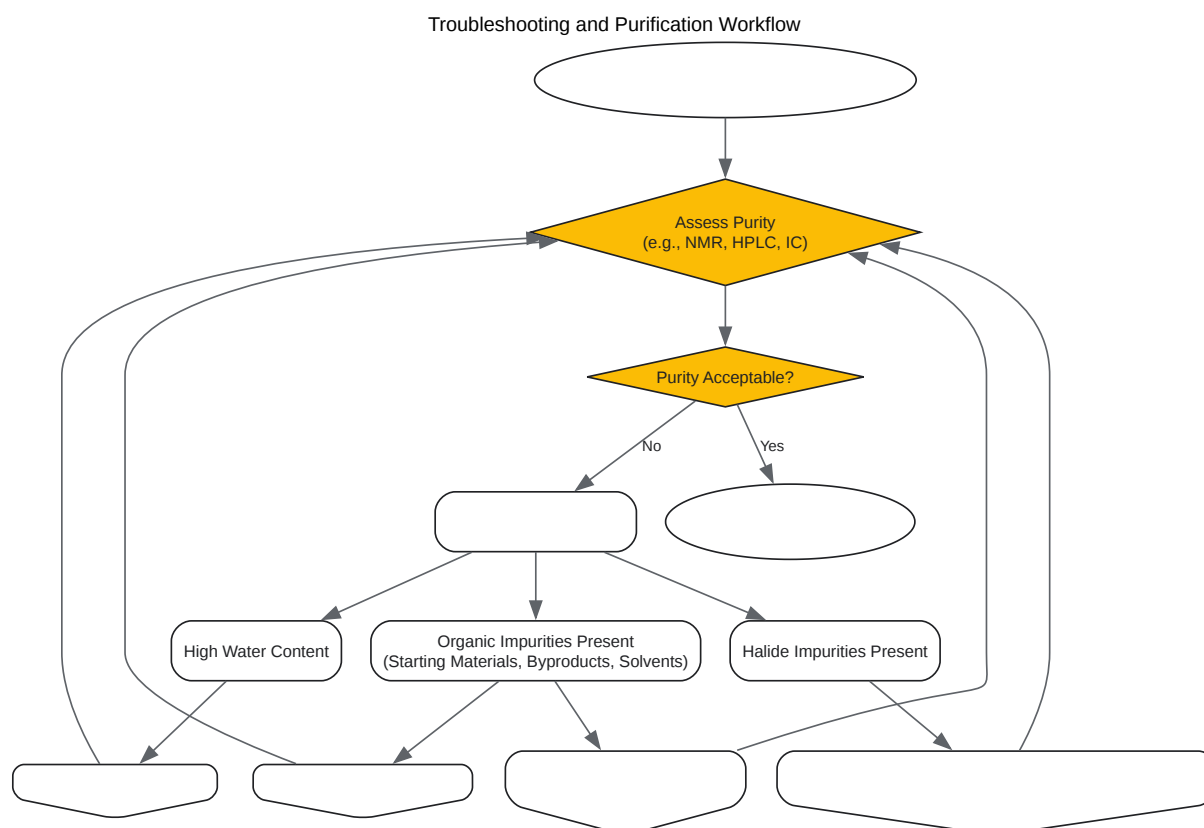 Troubleshooting and Purification Workflow
Assess Purity
(e.g., NMR, HPLC, IC)
Purity Acceptable?
No
Yes
High Water Content
Organic Impurities Present
(Starting Materials, Byproducts, Solvents)
Halide Impurities Present